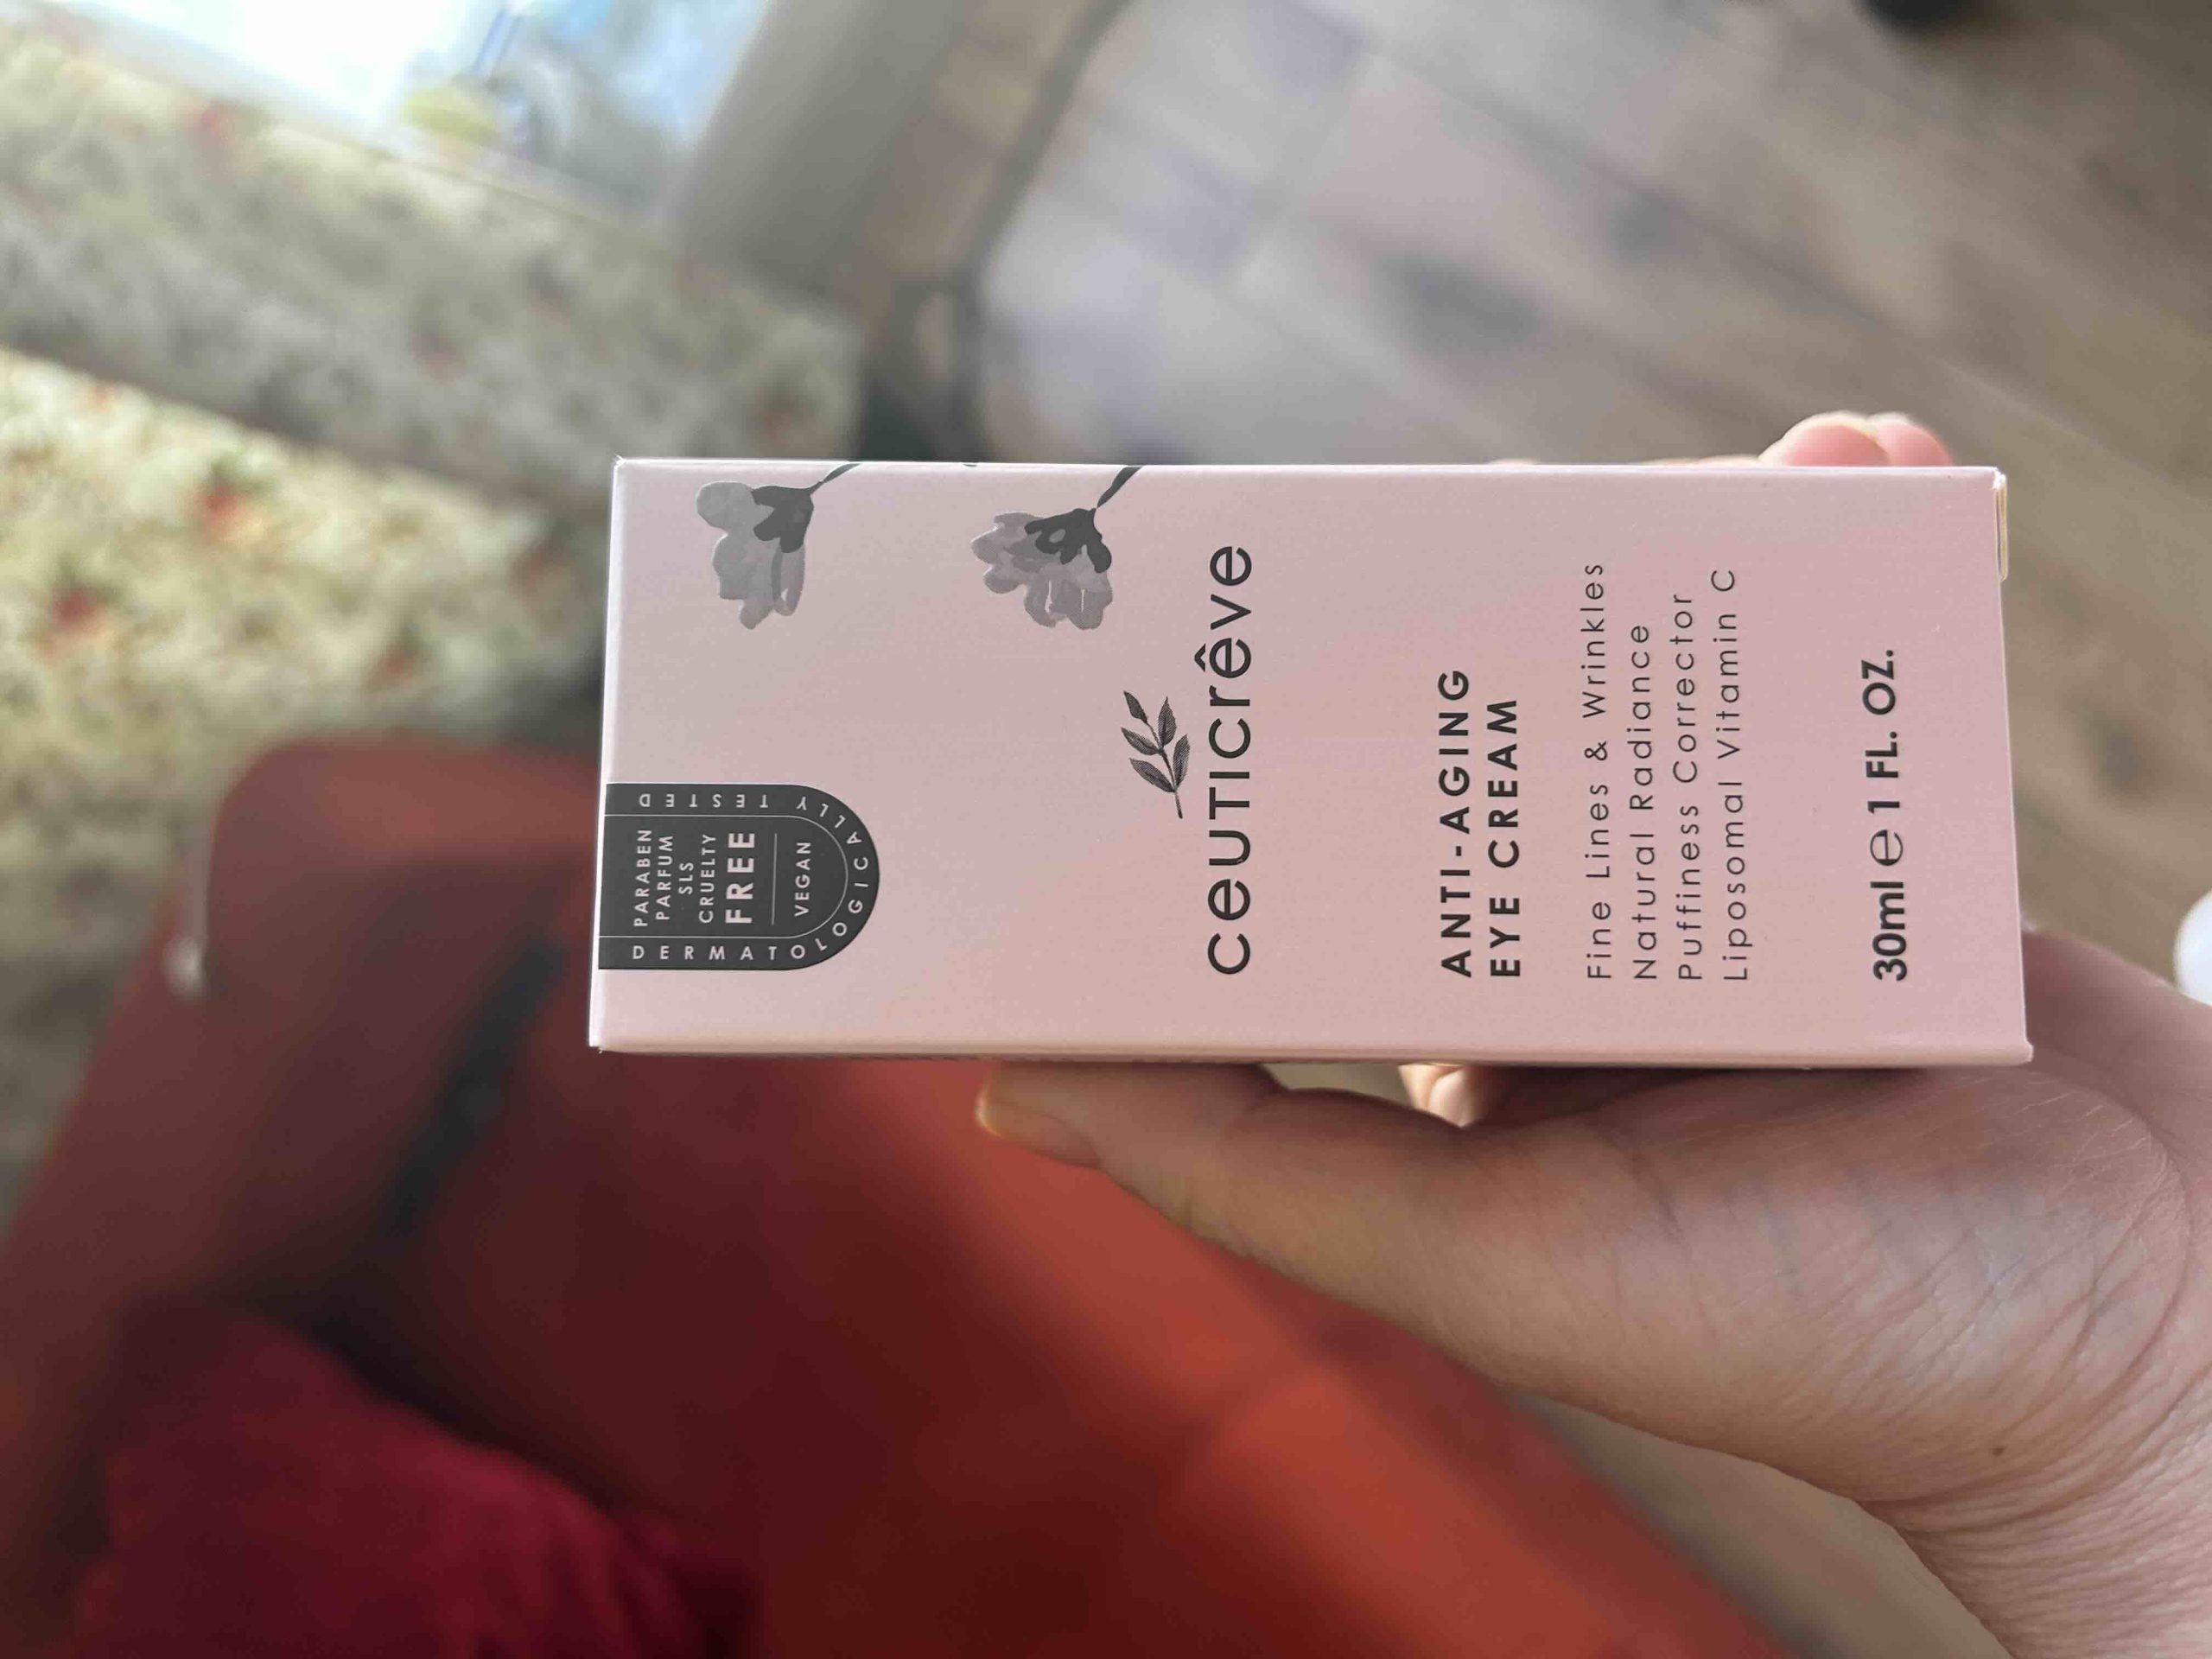 PARABEN
PARFUM
SLS
CRUELTY
FREE
VEGAN
DERMATOLOGICALLY TESTED
ceuticrêve
ANTI-AGING
EYE CREAM
Fine Lines & Wrinkles
Natural Radiance
Puffiness Corrector
Liposomal Vitamin C
30ml ℮ 1 FL. OZ.